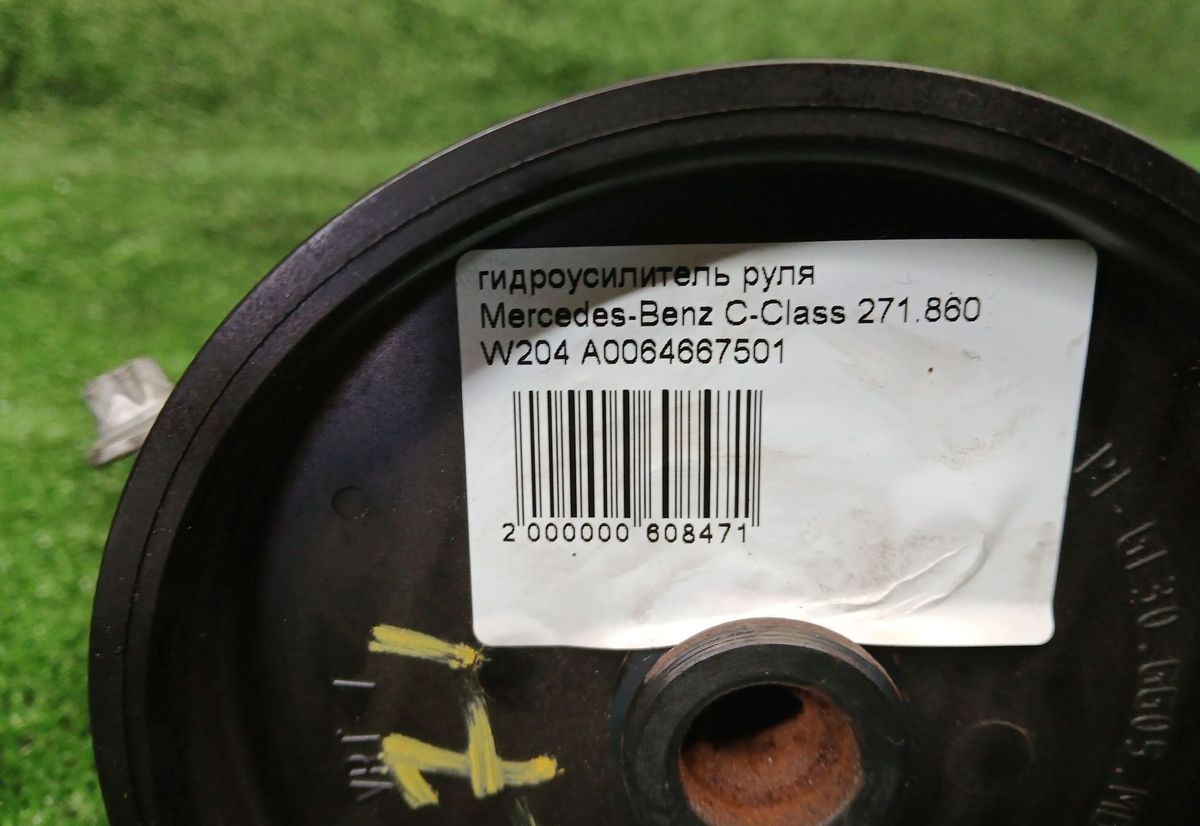 гидроусилитель руля
Mercedes-Benz C-Class 271.860
W204 A0064667501
2 000000 608471